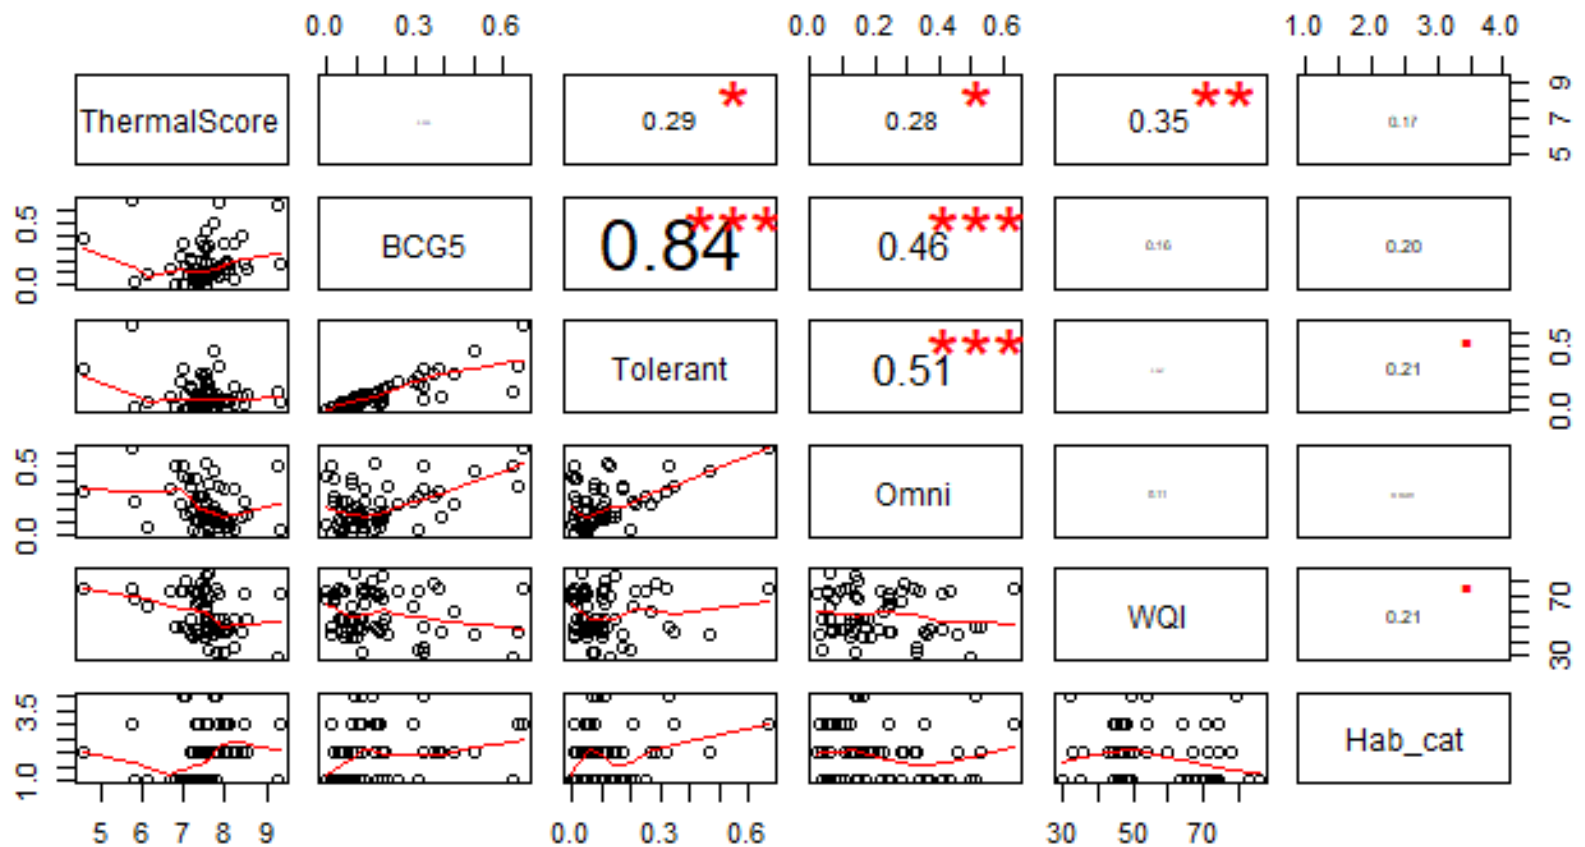 0.0 0.3 0.6 0.0 0.2 0.4 0.6 1.0 2.0 3.0 4.0
ThermalScore 0.29 * 0.28 * 0.35 ** 0.17 5 7 9
0.0 0.5 BCG5 0.84 *** 0.46 *** 0.16 0.20
Tolerant 0.51 *** 0.21 0.0 0.5
0.0 0.5 Omni 0.11
WQI 0.21 30 70
1.0 3.5 Hab_cat
5 6 7 8 9 0.0 0.3 0.6 30 50 70